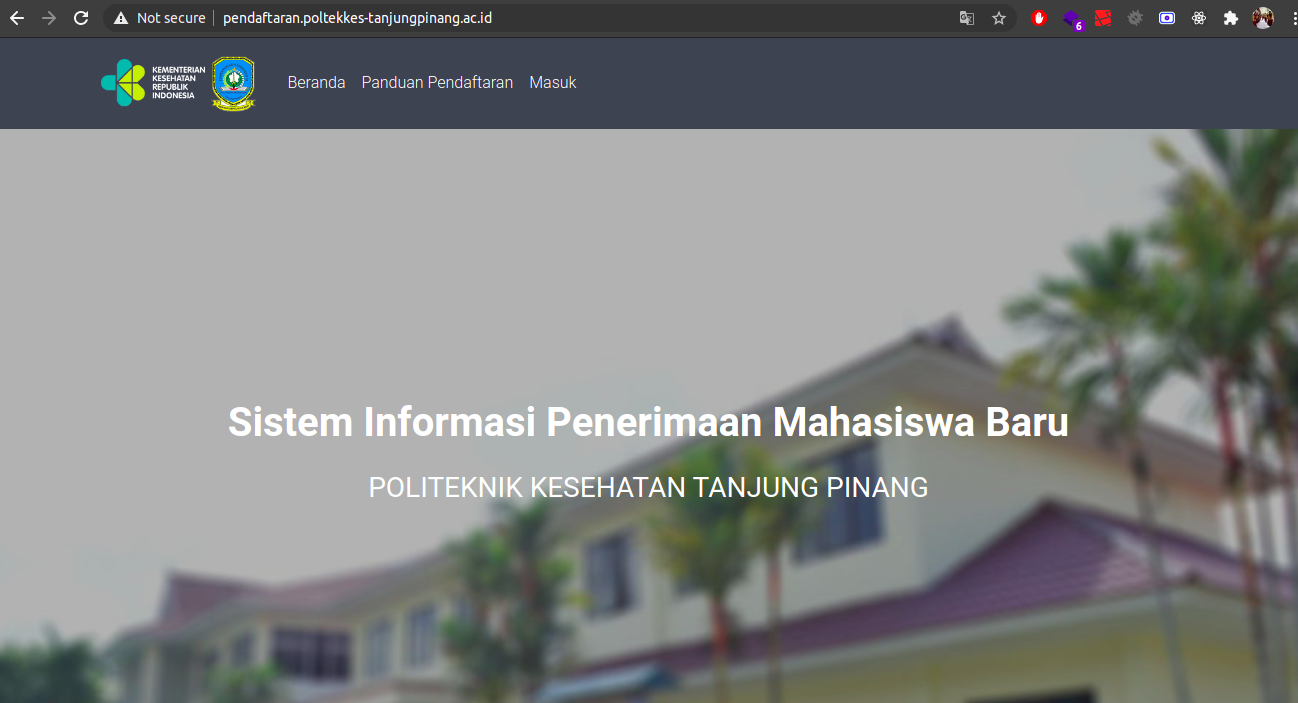 Not secure
pendaftaran.poltekkes-tanjungpinang.ac.id
6
KEMENTERIAN
KESEHATAN
REPUBLIK
INDONESIA
Beranda
Panduan Pendaftaran
Masuk
Sistem Informasi Penerimaan Mahasiswa Baru
POLITEKNIK KESEHATAN TANJUNG PINANG